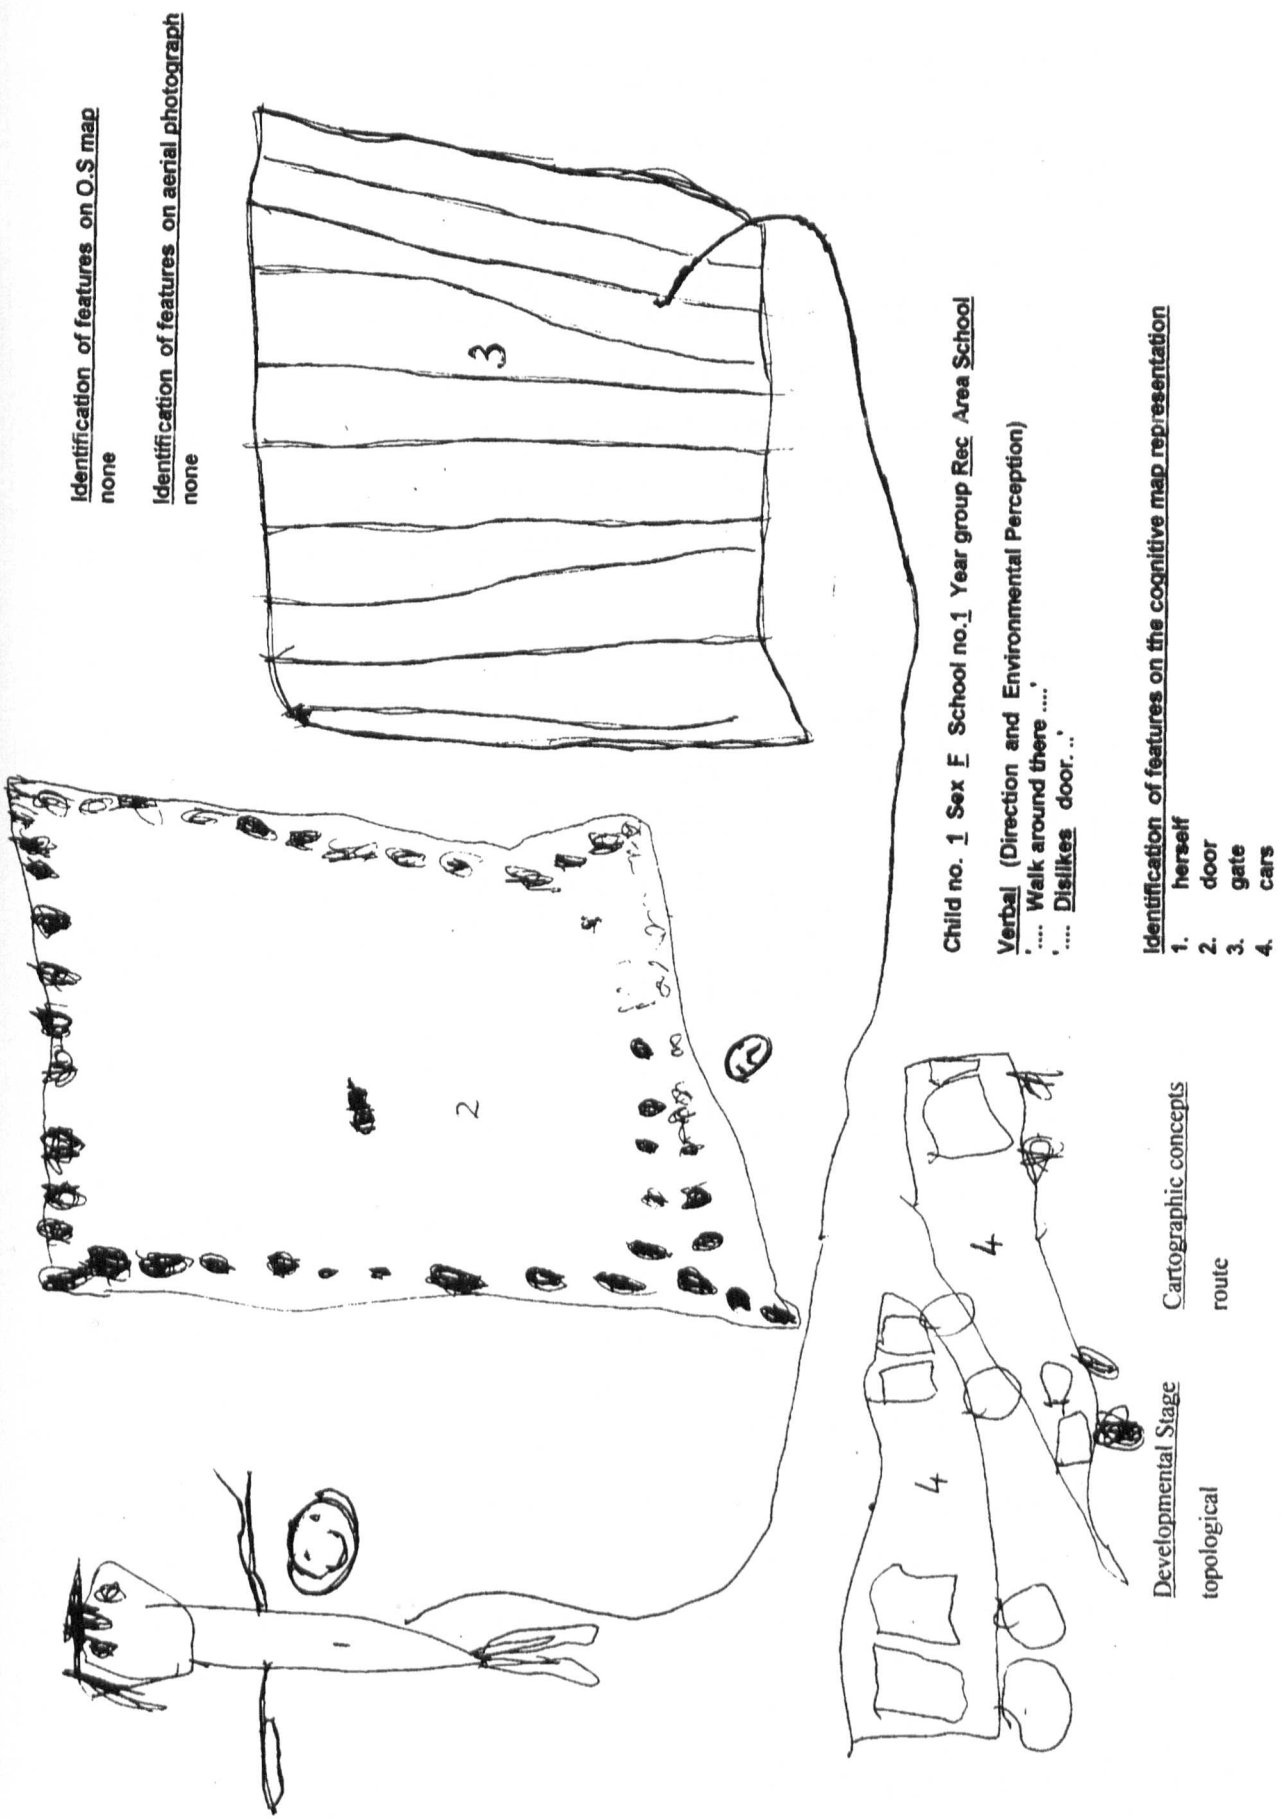 Identification of features on O.S map
none
Identification of features on aerial photograph
none
3
2
1
4
4
Child no. 1 Sex F School no.1 Year group Rec Area School
Verbal (Direction and Environmental Perception)
'.... Walk around there ....'
'.... Dislikes door. ..'
Identification of features on the cognitive map representation
1. herself
2. door
3. gate
4. cars
Developmental Stage
topological
Cartographic concepts
route